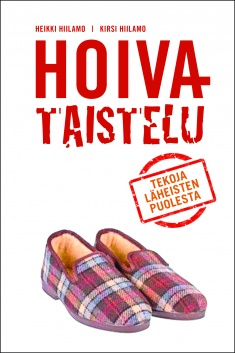 HEIKKI HIILAMO | KIRSI HIILAMO
HOIVA
TAISTELU
TEKOJA
LÄHEISTEN
PUOLESTA